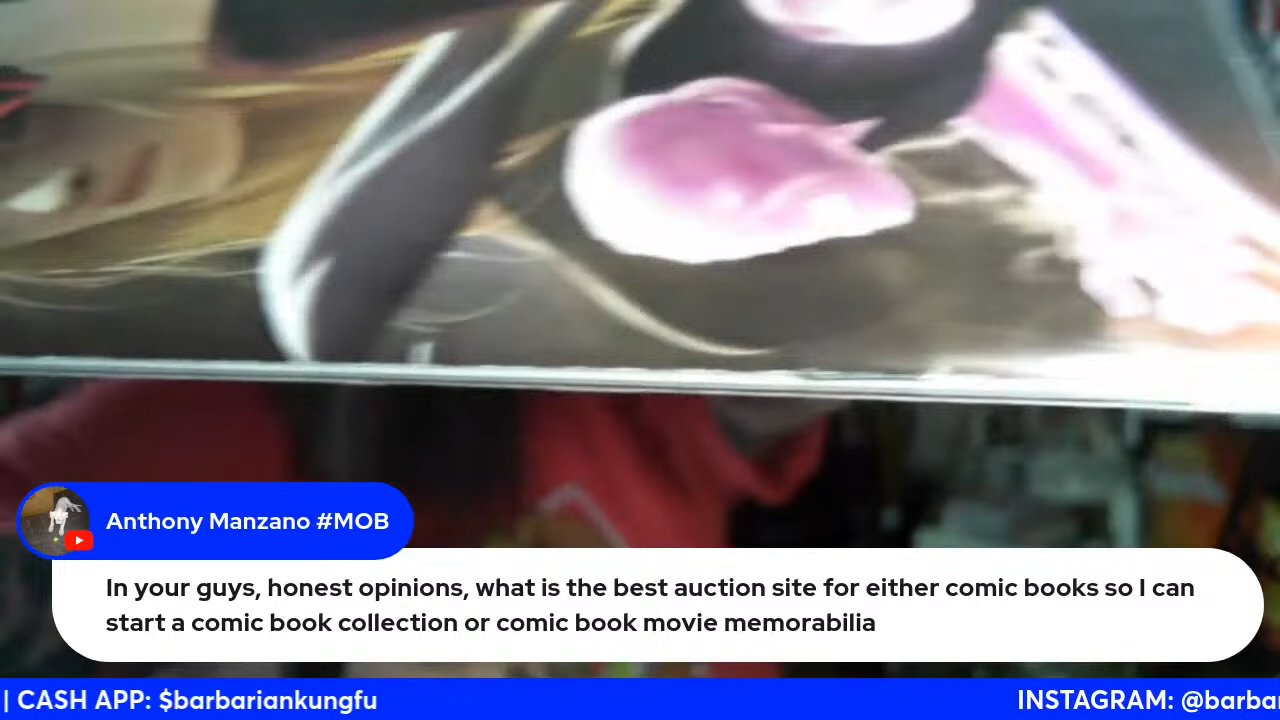 Anthony Manzano #MOB
In your guys, honest opinions, what is the best auction site for either comic books so I can
start a comic book collection or comic book movie memorabilia
| CASH APP: $barbariankungfu INSTAGRAM: @barbar